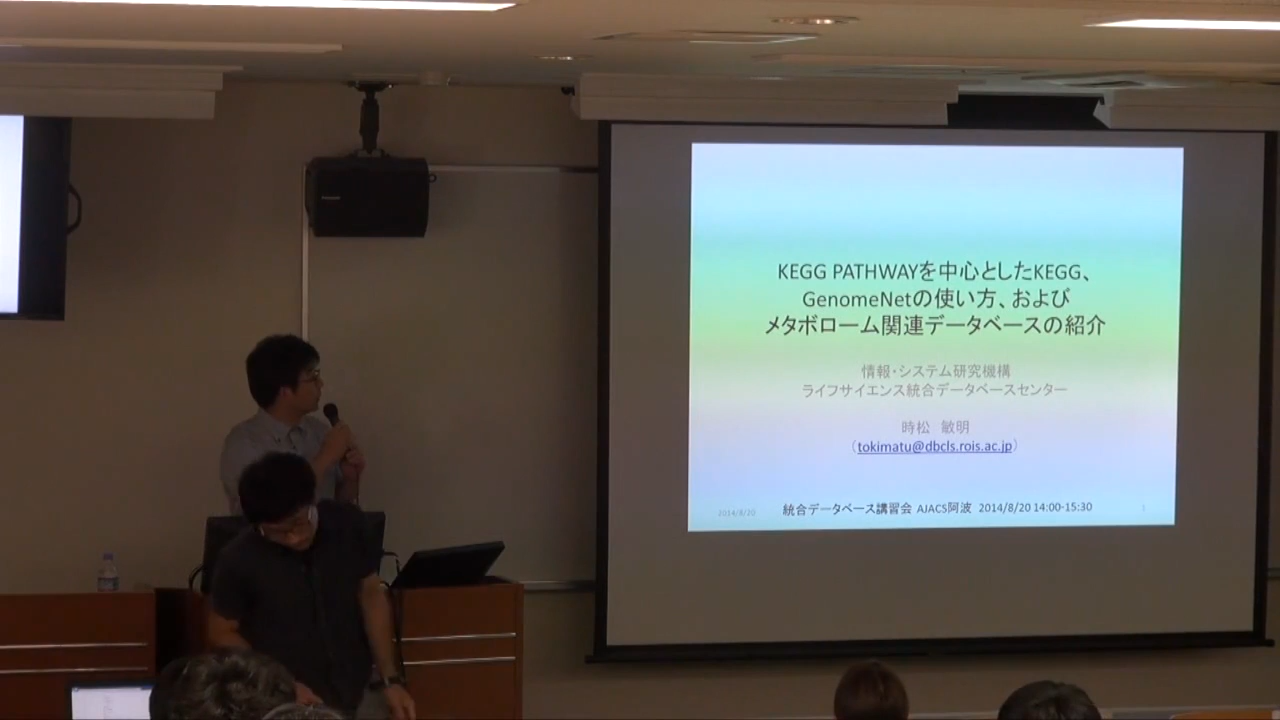 KEGG PATHWAYを中心としたKEGG、
GenomeNetの使い方、および
メタボローム関連データベースの紹介
情報・システム研究機構
ライフサイエンス統合データベースセンター
時松　敏明
（tokimatu@dbcls.rois.ac.jp）
2014/8/20
統合データベース講習会 AJACS阿波 2014/8/20 14:00-15:30
1